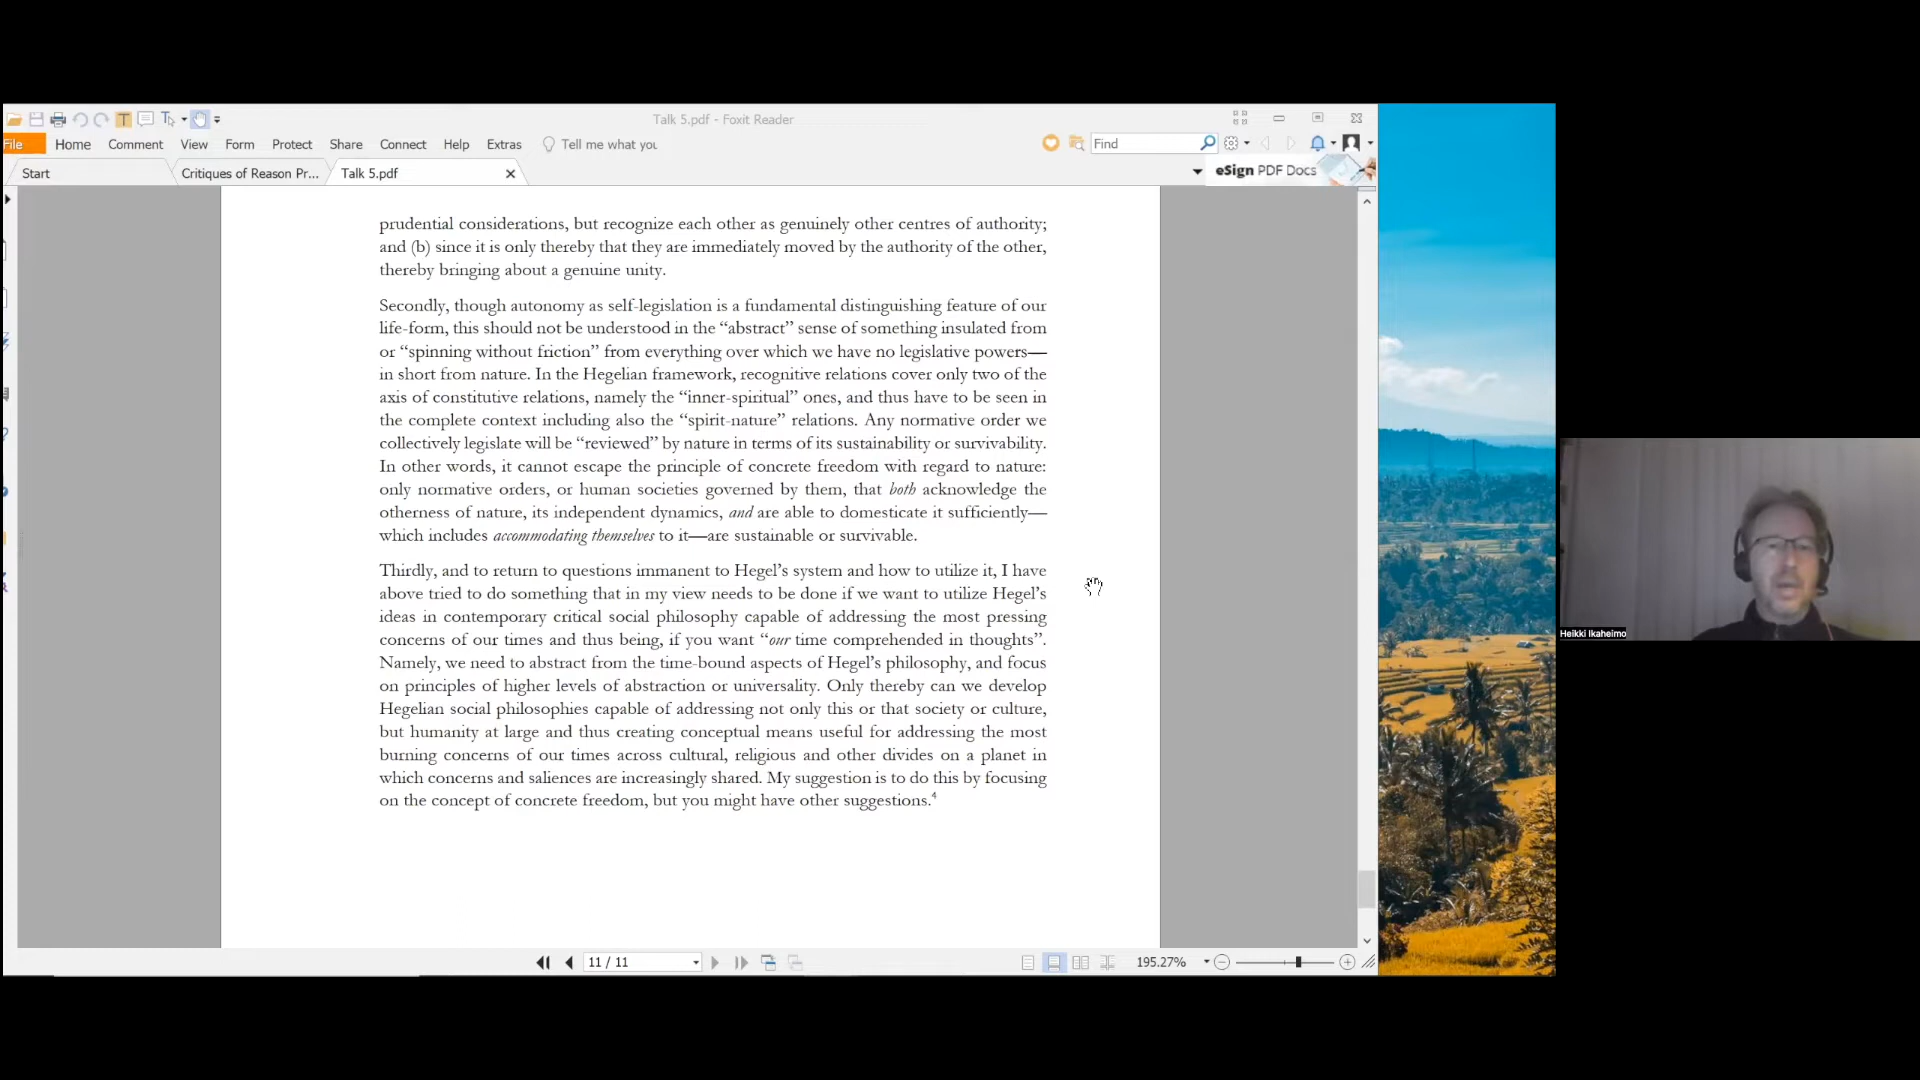 Talk 5.pdf - Foxit Reader
File Home Comment View Form Protect Share Connect Help Extras Tell me what you Find
Start Critiques of Reason Pr... Talk 5.pdf eSign PDF Docs
prudential considerations, but recognize each other as genuinely other centres of authority;
and (b) since it is only thereby that they are immediately moved by the authority of the other,
thereby bringing about a genuine unity.
Secondly, though autonomy as self-legislation is a fundamental distinguishing feature of our
life-form, this should not be understood in the “abstract” sense of something insulated from
or “spinning without friction” from everything over which we have no legislative powers—
in short from nature. In the Hegelian framework, recognitive relations cover only two of the
axis of constitutive relations, namely the “inner-spiritual” ones, and thus have to be seen in
the complete context including also the “spirit-nature” relations. Any normative order we
collectively legislate will be “reviewed” by nature in terms of its sustainability or survivability.
In other words, it cannot escape the principle of concrete freedom with regard to nature:
only normative orders, or human societies governed by them, that both acknowledge the
otherness of nature, its independent dynamics, and are able to domesticate it sufficiently—
which includes accommodating themselves to it—are sustainable or survivable.
Thirdly, and to return to questions immanent to Hegel’s system and how to utilize it, I have
above tried to do something that in my view needs to be done if we want to utilize Hegel’s
ideas in contemporary critical social philosophy capable of addressing the most pressing
concerns of our times and thus being, if you want “our time comprehended in thoughts”.
Namely, we need to abstract from the time-bound aspects of Hegel’s philosophy, and focus
on principles of higher levels of abstraction or universality. Only thereby can we develop
Hegelian social philosophies capable of addressing not only this or that society or culture,
but humanity at large and thus creating conceptual means useful for addressing the most
burning concerns of our times across cultural, religious and other divides on a planet in
which concerns and saliences are increasingly shared. My suggestion is to do this by focusing
on the concept of concrete freedom, but you might have other suggestions.4
Heikki Ikaheimo
11 / 11 195.27%